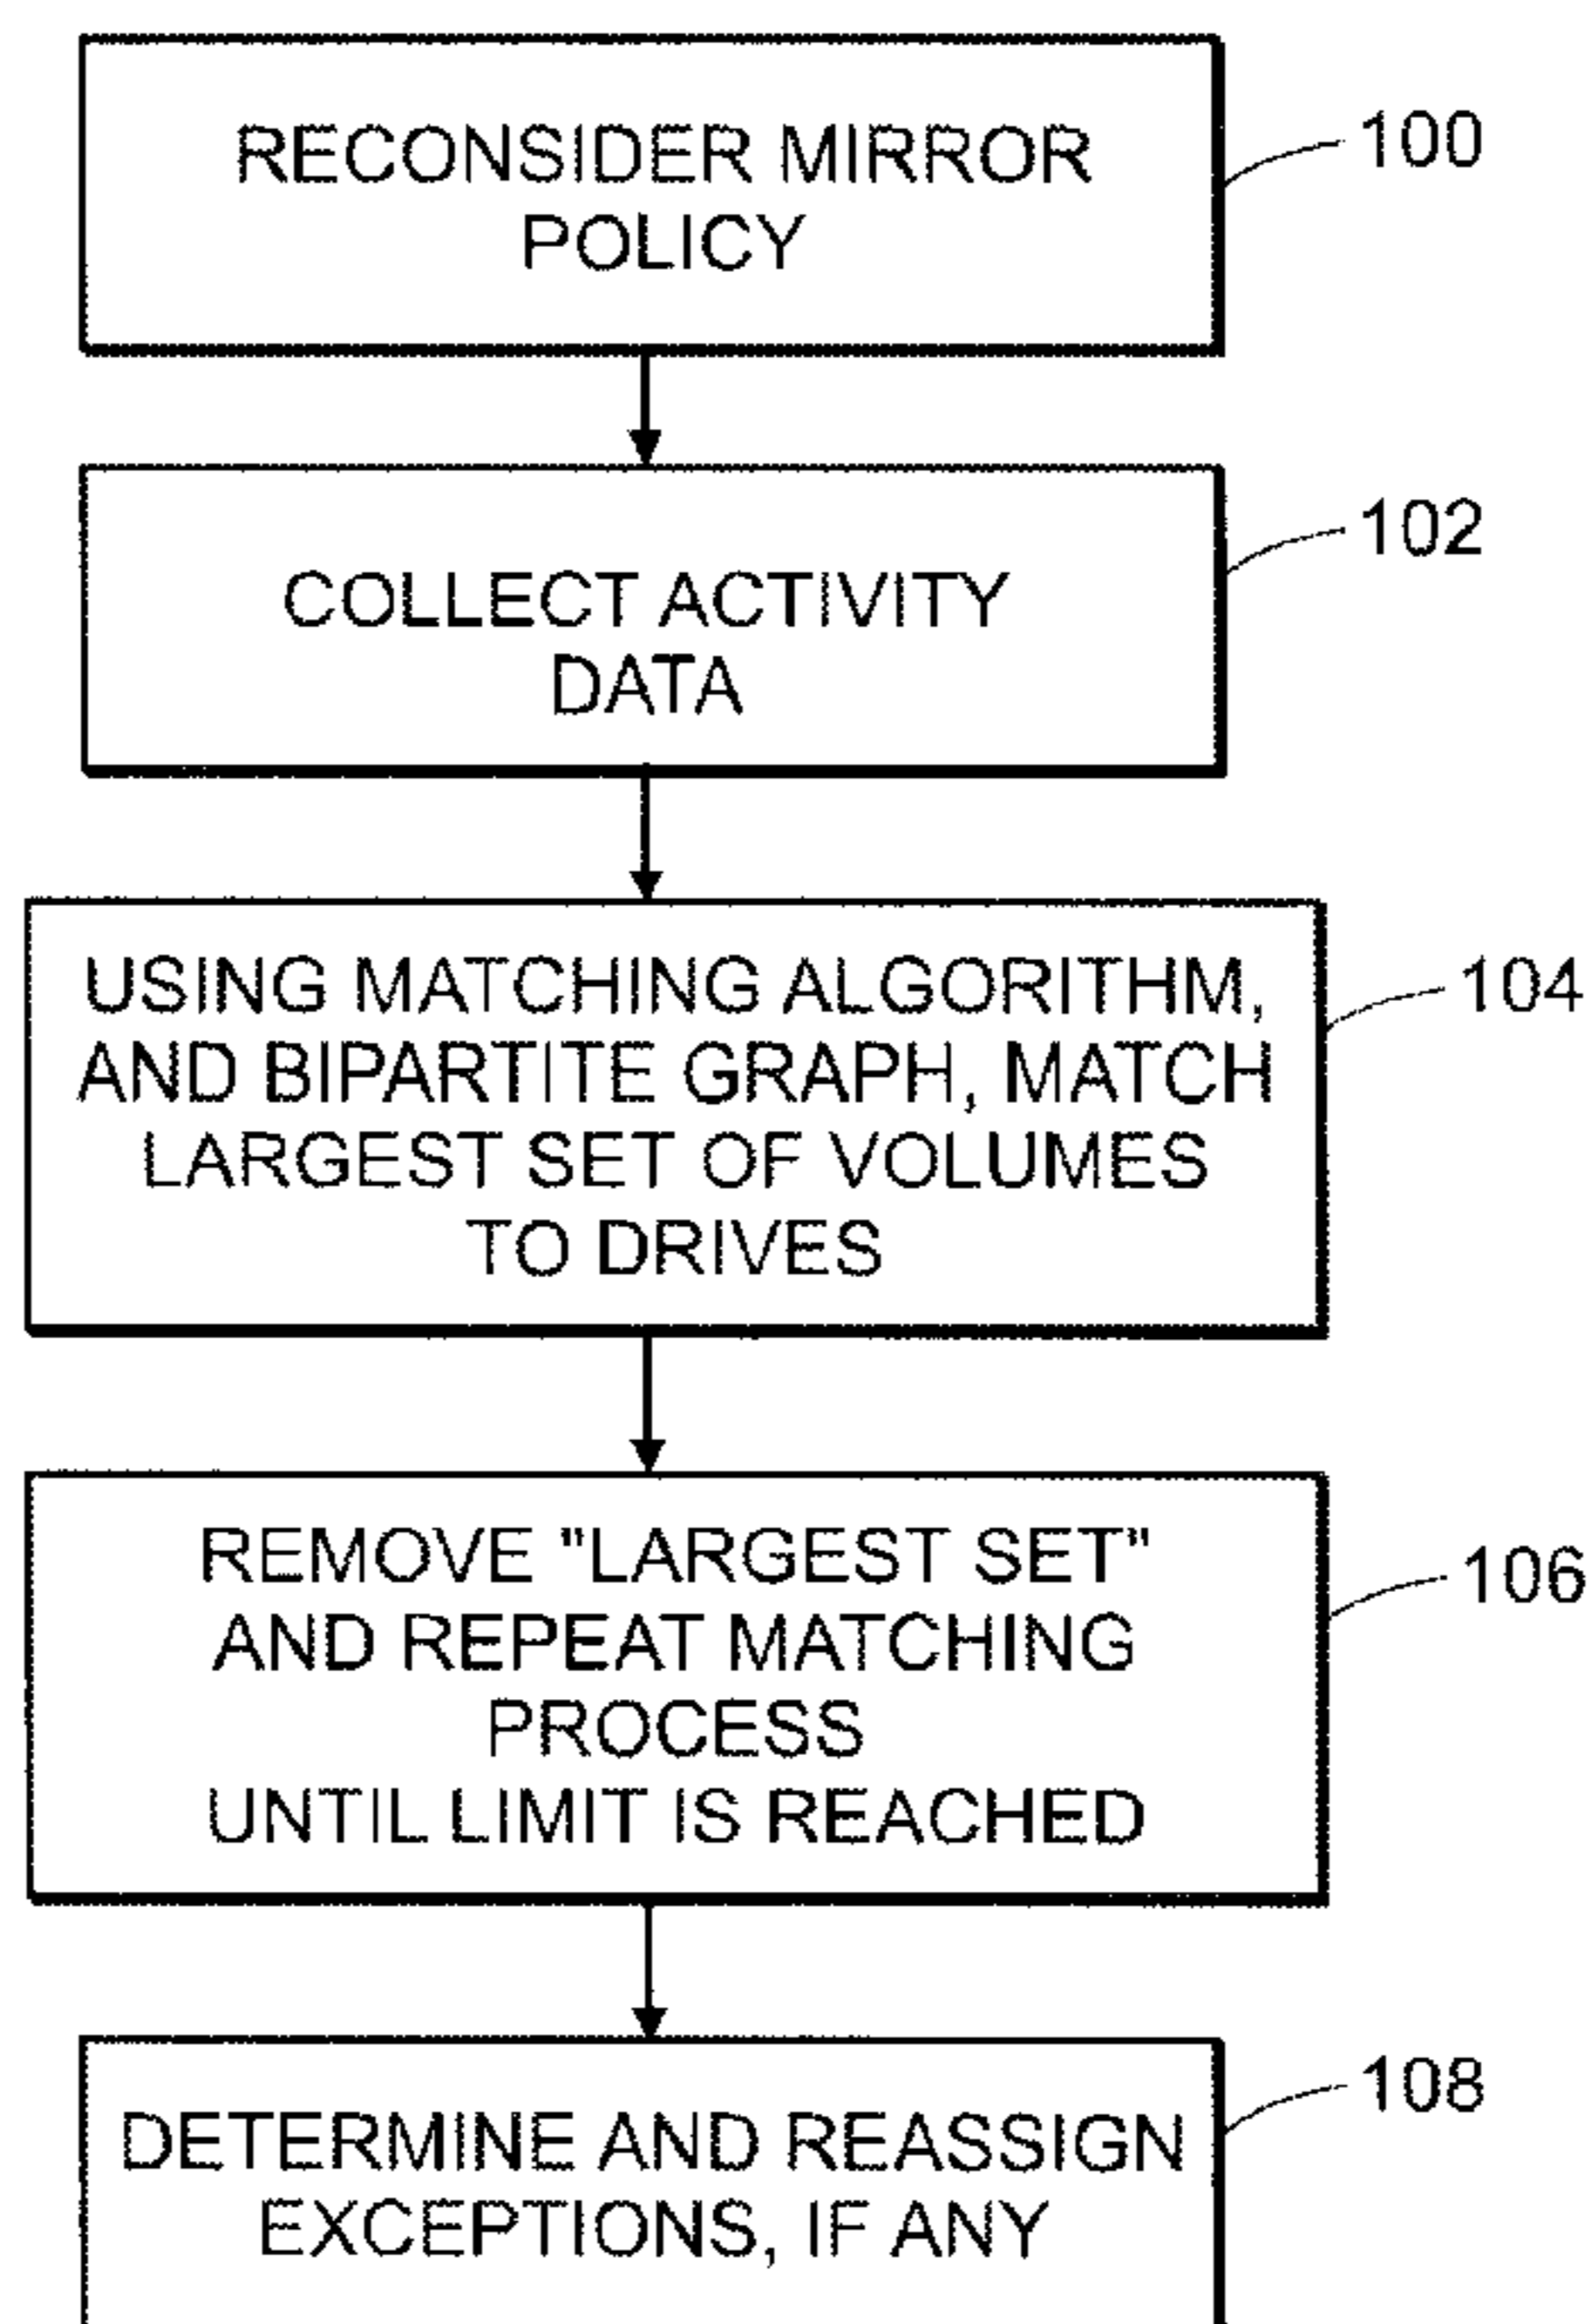 RECONSIDER MIRROR
POLICY
100
COLLECT ACTIVITY
DATA
102
USING MATCHING ALGORITHM,
AND BIPARTITE GRAPH, MATCH
LARGEST SET OF VOLUMES
TO DRIVES
104
REMOVE "LARGEST SET"
AND REPEAT MATCHING
PROCESS
UNTIL LIMIT IS REACHED
106
DETERMINE AND REASSIGN
EXCEPTIONS, IF ANY
108